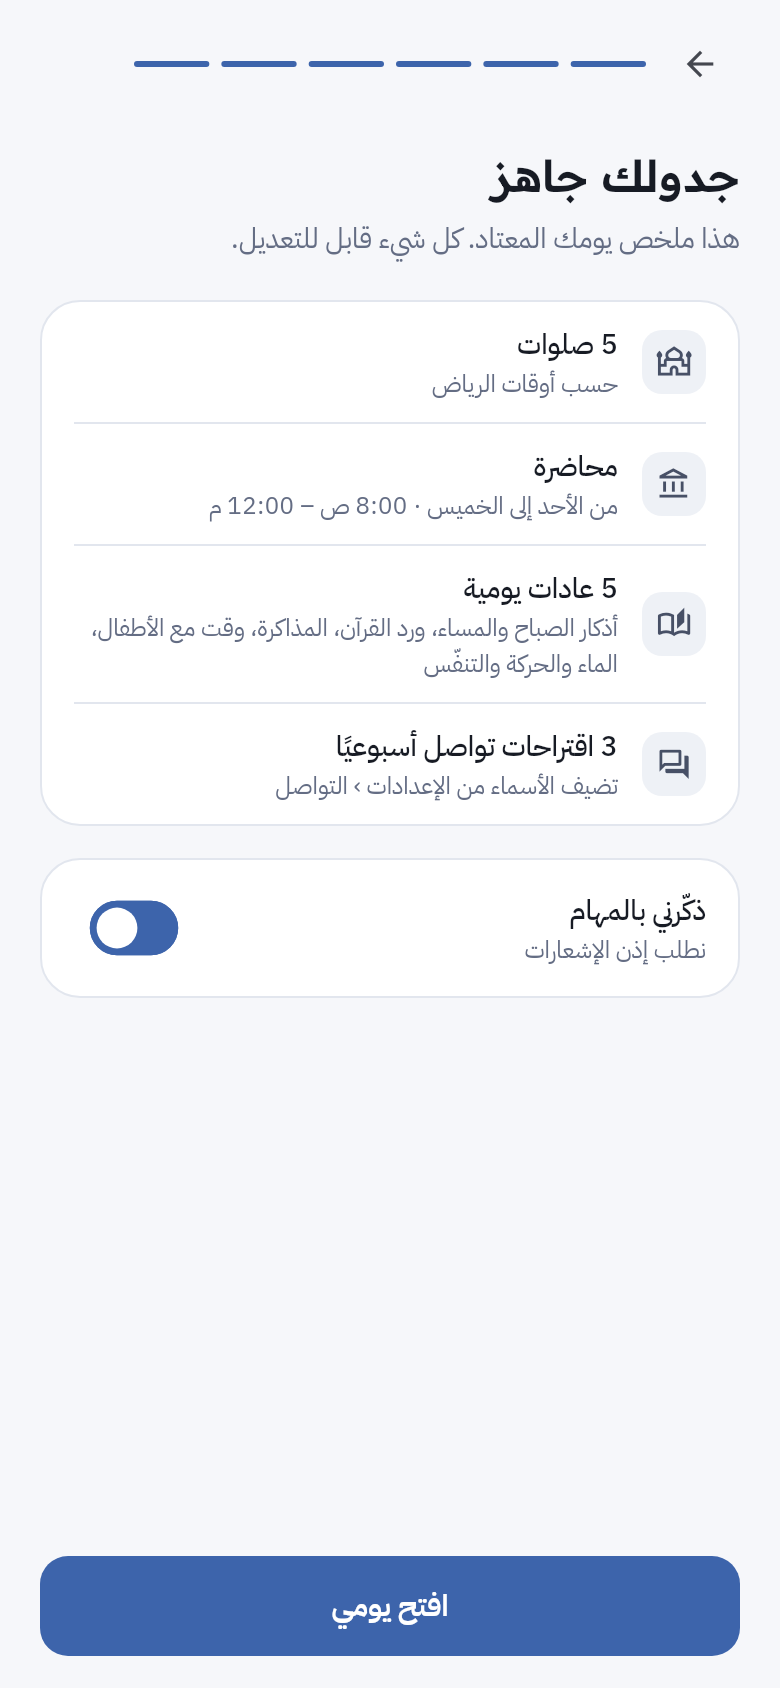 جدولك جاهز
هذا ملخص يومك المعتاد. كل شيء قابل للتعديل.
5 صلوات
حسب أوقات الرياض
محاضرة
من الأحد إلى الخميس · 8:00 ص – 12:00 م
5 عادات يومية
أذكار الصباح والمساء، ورد القرآن، المذاكرة، وقت مع الأطفال،
الماء والحركة والتنفّس
3 اقتراحات تواصل أسبوعيًا
تضيف الأسماء من الإعدادات › التواصل
ذكّرني بالمهام
نطلب إذن الإشعارات
افتح يومي